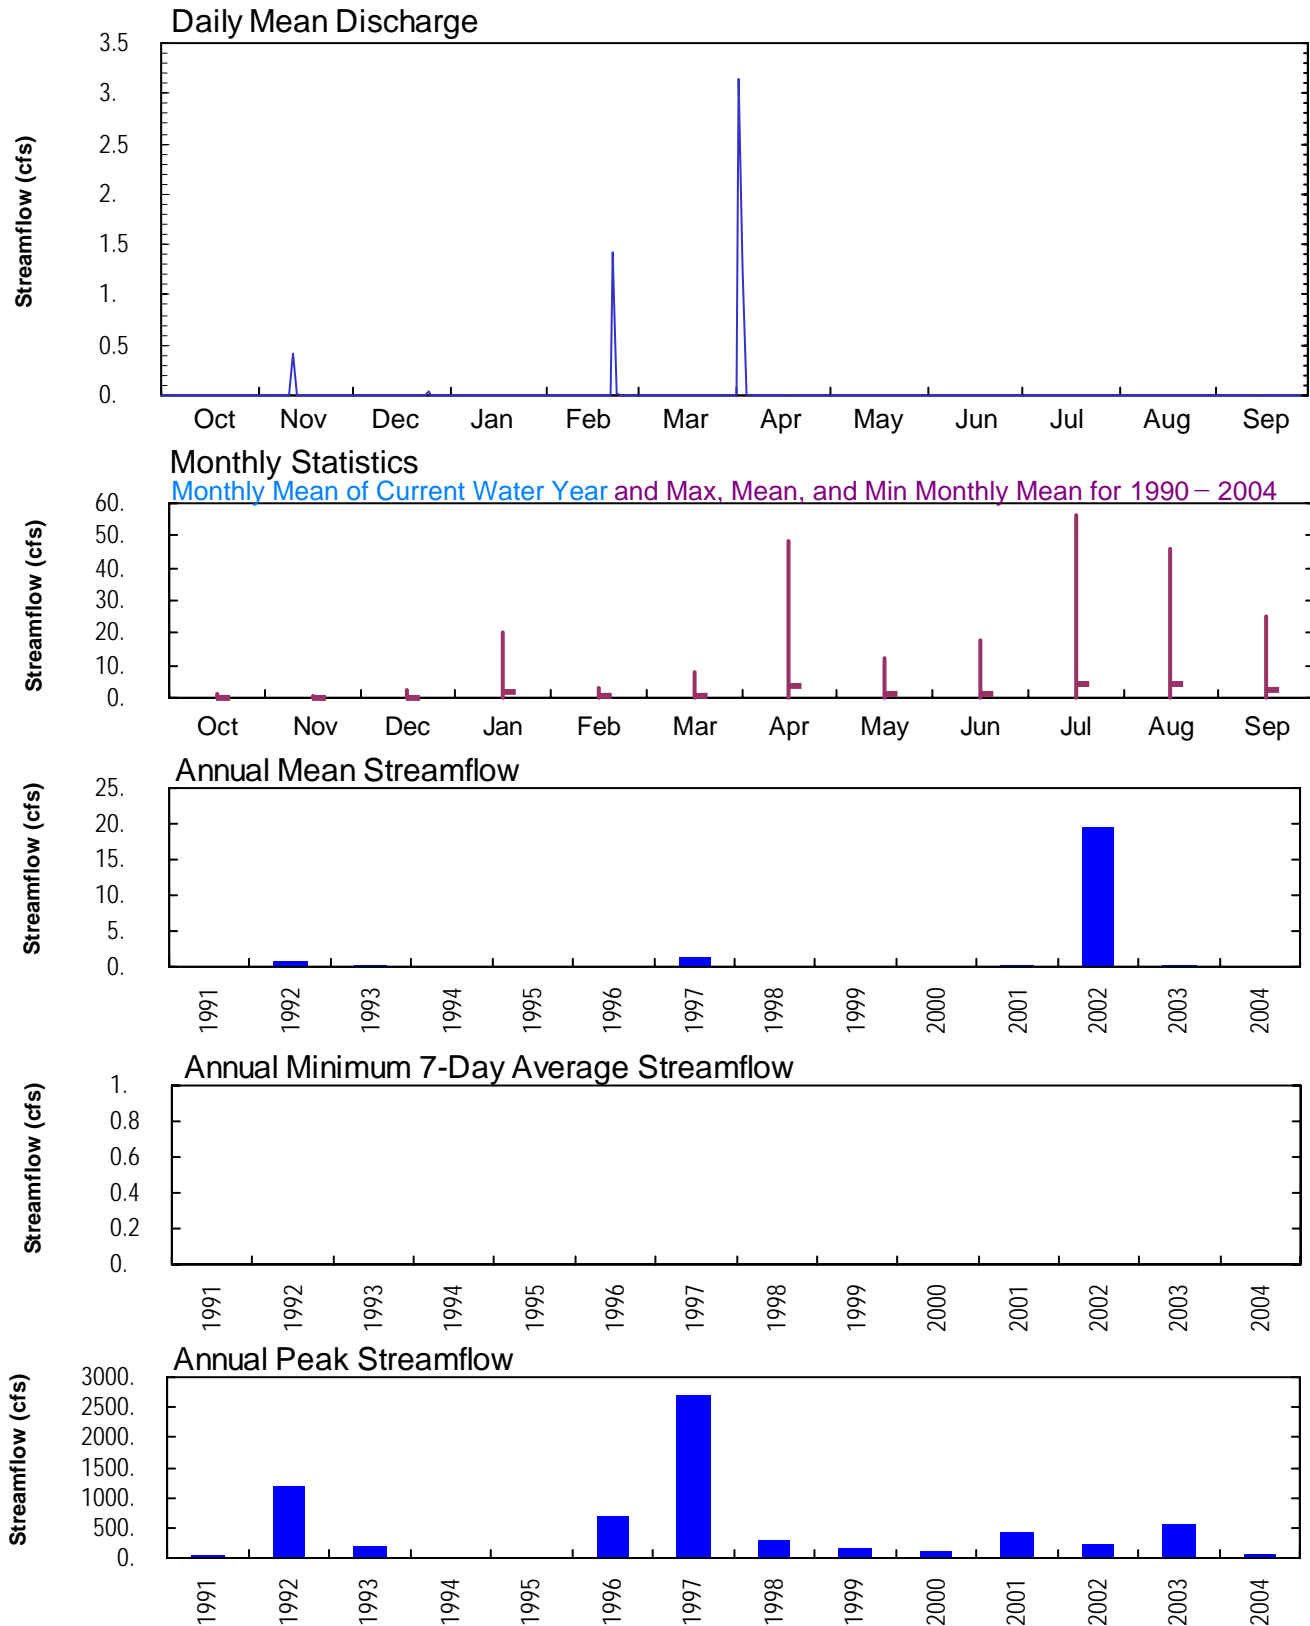 Daily Mean Discharge
Streamflow (cfs)
3.5
3.
2.5
2.
1.5
1.
0.5
0.
Oct Nov Dec Jan Feb Mar Apr May Jun Jul Aug Sep
Monthly Statistics
Monthly Mean of Current Water Year and Max, Mean, and Min Monthly Mean for 1990 – 2004
Streamflow (cfs)
60.
50.
40.
30.
20.
10.
0.
Oct Nov Dec Jan Feb Mar Apr May Jun Jul Aug Sep
Annual Mean Streamflow
Streamflow (cfs)
25.
20.
15.
10.
5.
0.
1991 1992 1993 1994 1995 1996 1997 1998 1999 2000 2001 2002 2003 2004
Annual Minimum 7-Day Average Streamflow
Streamflow (cfs)
1.
0.8
0.6
0.4
0.2
0.
1991 1992 1993 1994 1995 1996 1997 1998 1999 2000 2001 2002 2003 2004
Annual Peak Streamflow
Streamflow (cfs)
3000.
2500.
2000.
1500.
1000.
500.
0.
1991 1992 1993 1994 1995 1996 1997 1998 1999 2000 2001 2002 2003 2004